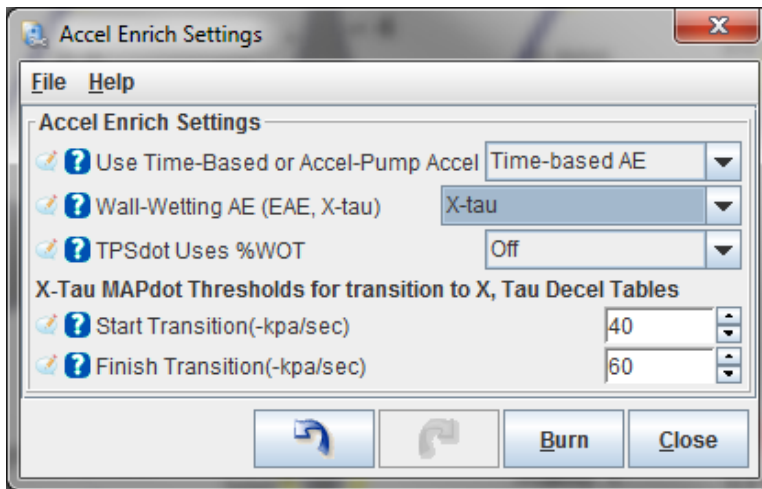 Accel Enrich Settings
File Help
Accel Enrich Settings
? Use Time-Based or Accel-Pump Accel Time-based AE
? Wall-Wetting AE (EAE, X-tau) X-tau
? TPSdot Uses %WOT Off
X-Tau MAPdot Thresholds for transition to X, Tau Decel Tables
? Start Transition(-kpa/sec) 40
? Finish Transition(-kpa/sec) 60
Burn Close